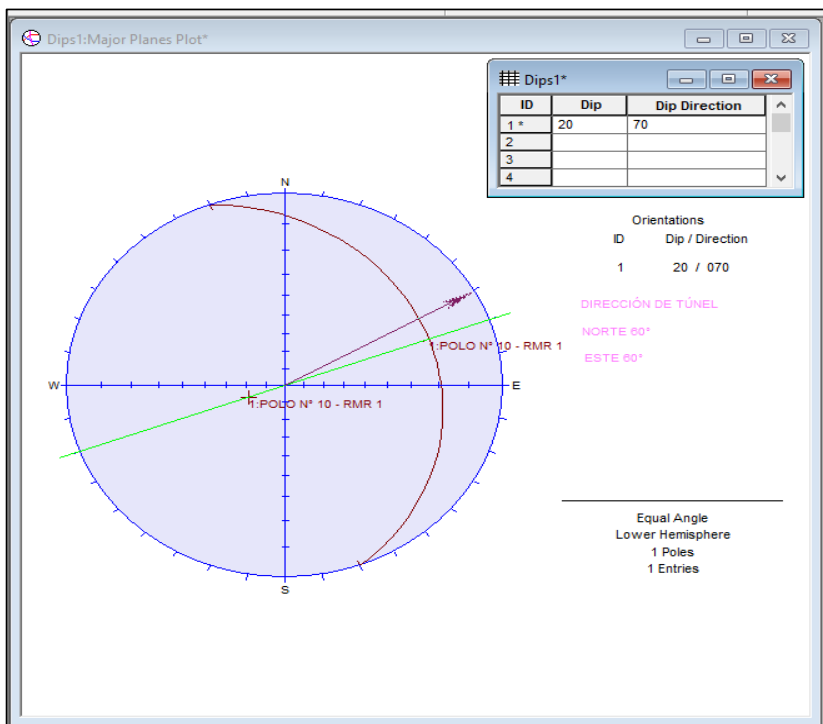 Dips1:Major Planes Plot*
Dips1*
ID Dip Dip Direction
1 * 20 70
2
3
4
N
Orientations
ID Dip / Direction
1 20 / 070
DIRECCIÓN DE TÚNEL
NORTE 60°
ESTE 60°
1:POLO N° 10 - RMR 1
W
E
1:POLO N° 10 - RMR 1
S
Equal Angle
Lower Hemisphere
1 Poles
1 Entries